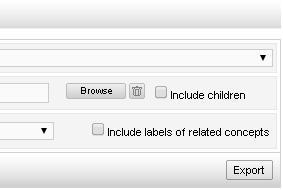 Browse Include children
Include labels of related concepts
Export